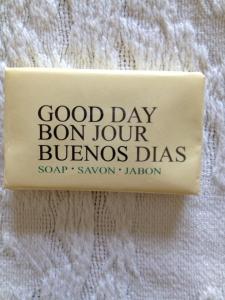 GOOD DAY
BON JOUR
BUENOS DIAS
SOAP · SAVON · JABON